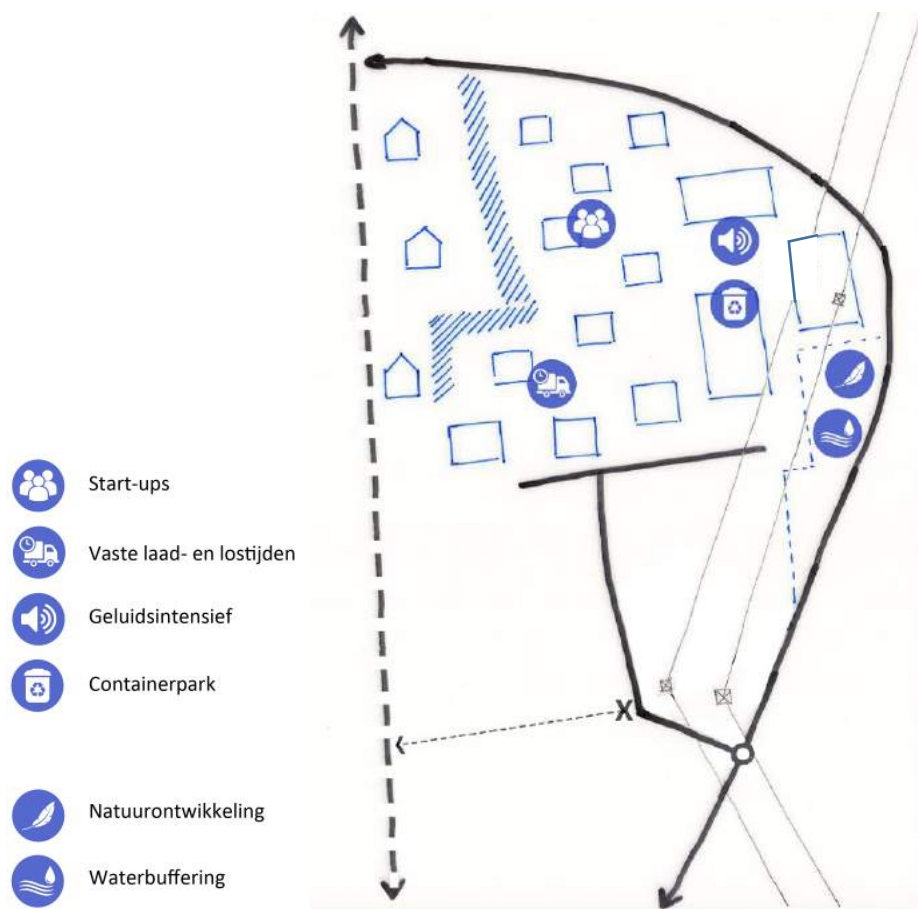 Start-ups
Vaste laad- en lostijden
Geluidsintensief
Containerpark
Natuurontwikkeling
Waterbuffering
X